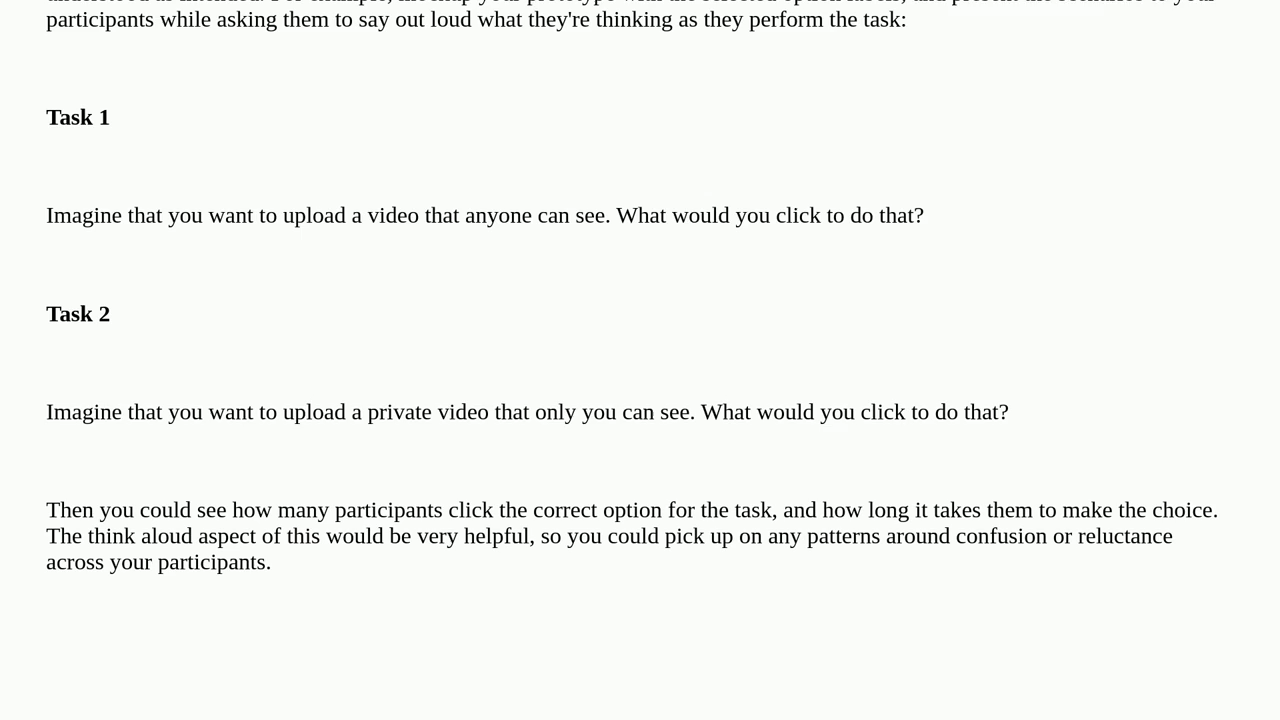 participants while asking them to say out loud what they're thinking as they perform the task:
Task 1
Imagine that you want to upload a video that anyone can see. What would you click to do that?
Task 2
Imagine that you want to upload a private video that only you can see. What would you click to do that?
Then you could see how many participants click the correct option for the task, and how long it takes them to make the choice.
The think aloud aspect of this would be very helpful, so you could pick up on any patterns around confusion or reluctance
across your participants.